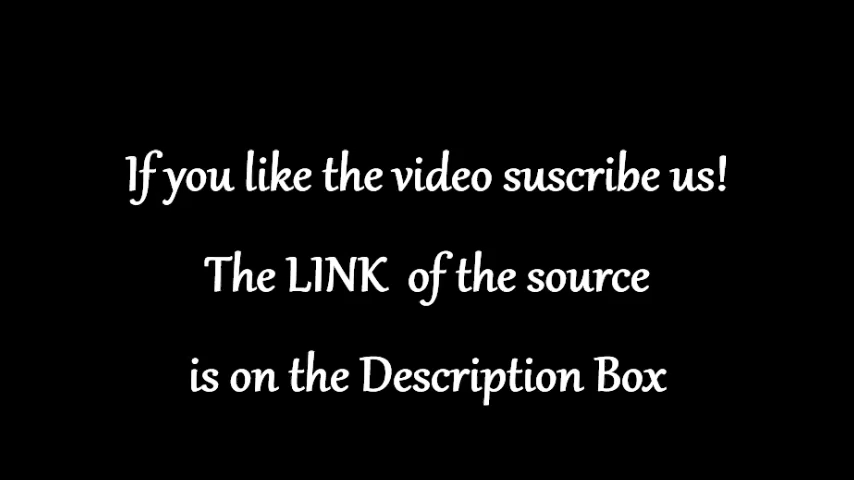 If you like the video suscribe us!
The LINK of the source
is on the Description Box